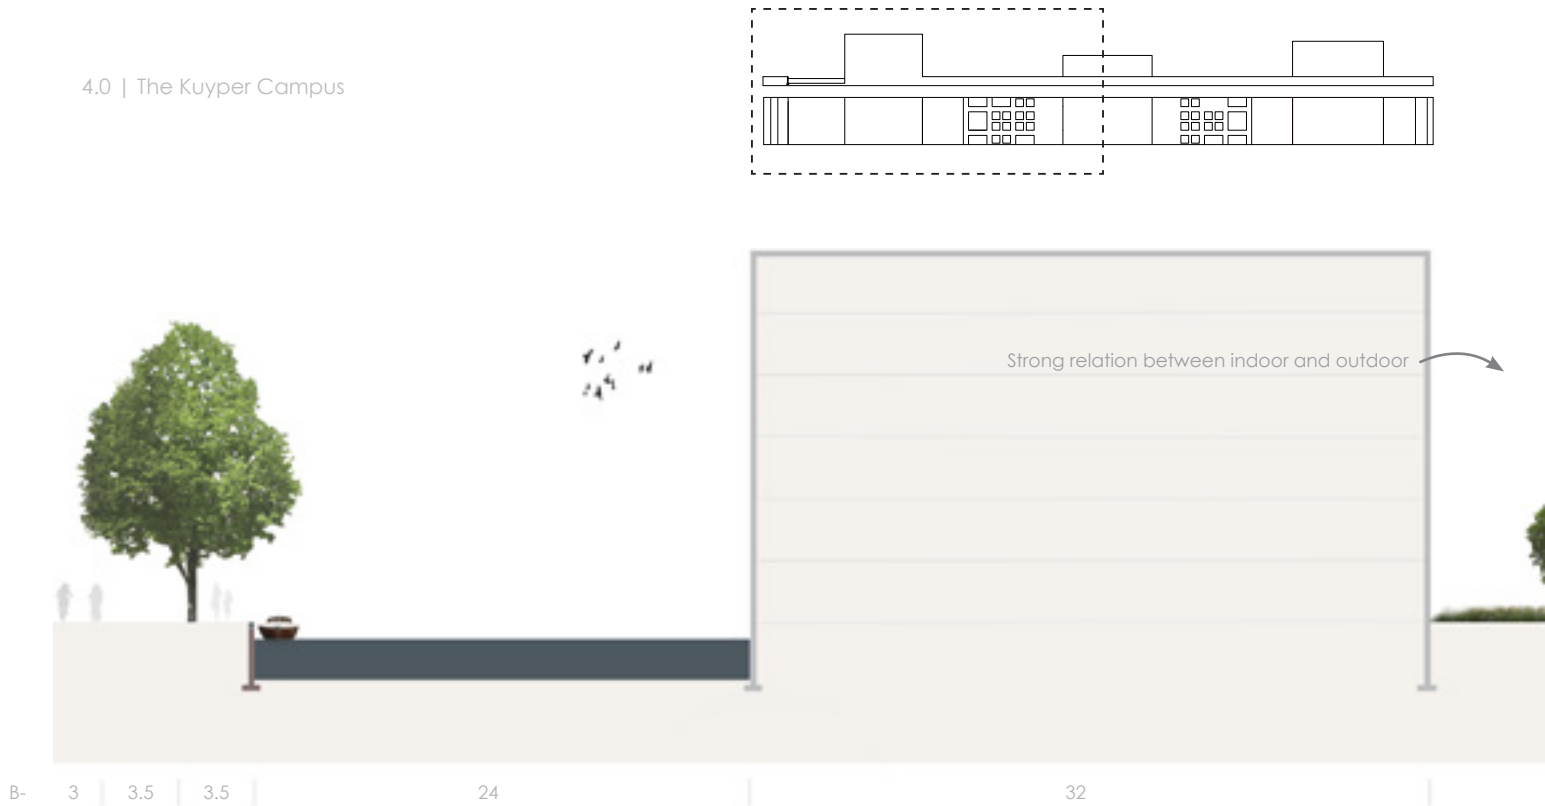 4.0 | The Kuyper Campus
Strong relation between indoor and outdoor
B- 3 3.5 3.5 24 32